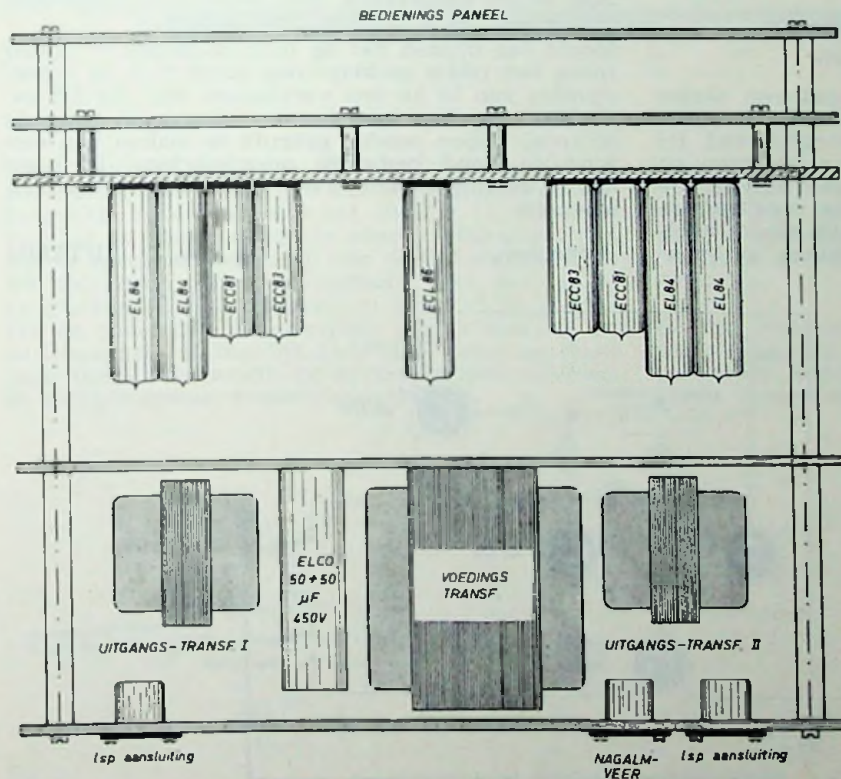 BEDIENINGS PANEEL
EL84
EL84
ECC81
ECC83
ECL86
ECC83
ECC81
EL84
EL84
ELCO
50+50
µF
450V
VOEDINGS
TRANSF
UITGANGS-TRANSF. I
UITGANGS-TRANSF. II
lsp aansluiting
NAGALM-
VEER
lsp aansluiting